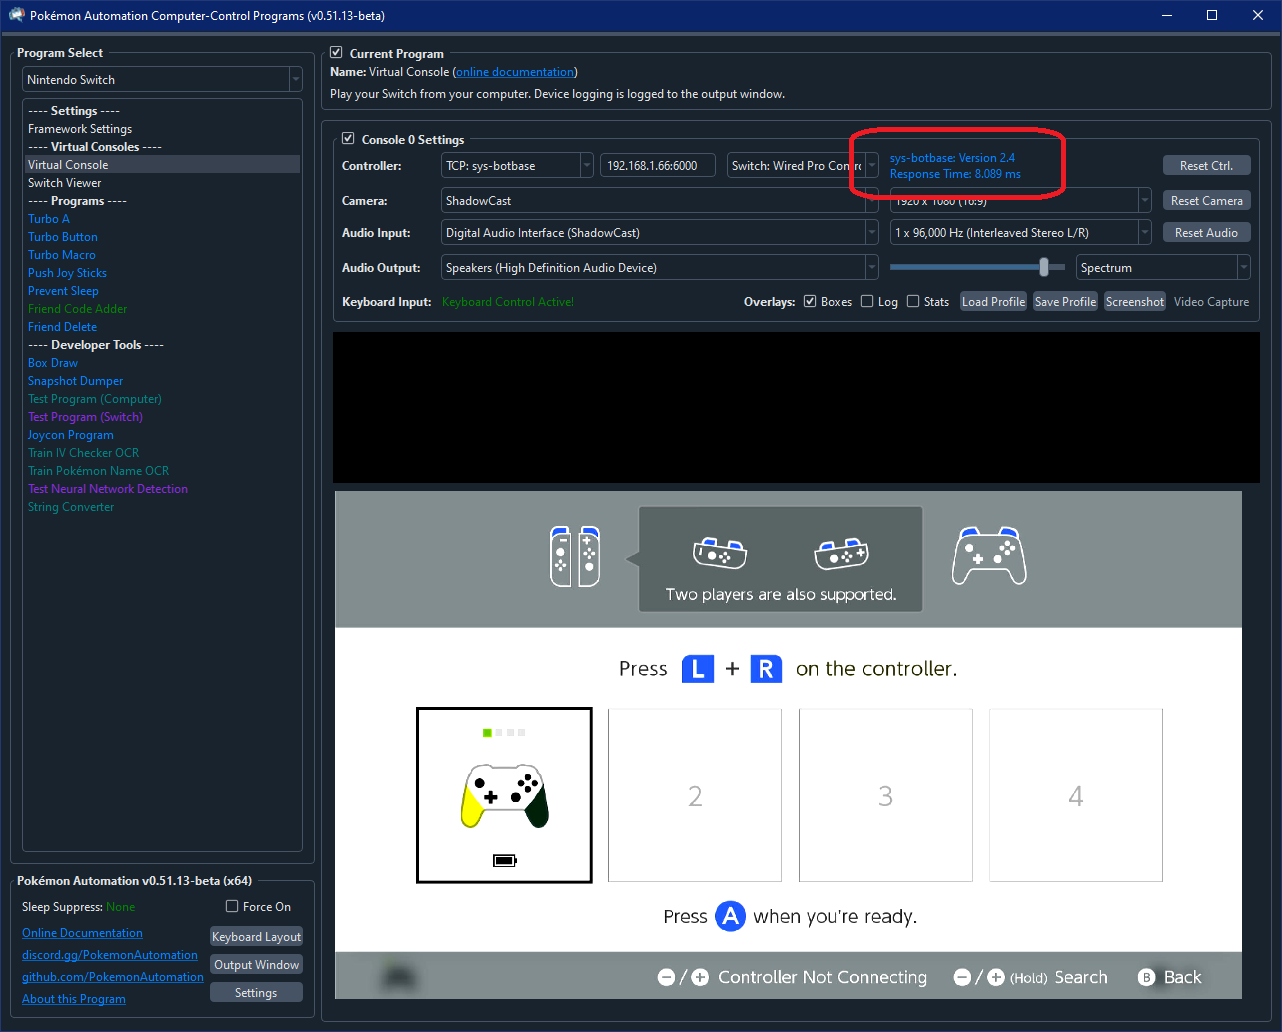 Pokémon Automation Computer-Control Programs (v0.51.13-beta)
Program Select
Nintendo Switch
---- Settings ----
Framework Settings
---- Virtual Consoles ----
Virtual Console
Switch Viewer
---- Programs ----
Turbo A
Turbo Button
Turbo Macro
Push Joy Sticks
Prevent Sleep
Friend Code Adder
Friend Delete
---- Developer Tools ----
Box Draw
Snapshot Dumper
Test Program (Computer)
Test Program (Switch)
Joycon Program
Train IV Checker OCR
Train Pokémon Name OCR
Test Neural Network Detection
String Converter
Pokémon Automation v0.51.13-beta (x64)
Sleep Suppress: None Force On
Online Documentation Keyboard Layout
discord.gg/PokemonAutomation Output Window
github.com/PokemonAutomation Settings
About this Program
Current Program
Name: Virtual Console (online documentation)
Play your Switch from your computer. Device logging is logged to the output window.
Console 0 Settings
Controller: TCP: sys-botbase 192.168.1.66:6000 Switch: Wired Pro Contr sys-botbase: Version 2.4
Response Time: 8.089 ms Reset Ctrl.
Camera: ShadowCast 1920 x 1080 (16:9) Reset Camera
Audio Input: Digital Audio Interface (ShadowCast) 1 x 96,000 Hz (Interleaved Stereo L/R) Reset Audio
Audio Output: Speakers (High Definition Audio Device) Spectrum
Keyboard Input: Keyboard Control Active! Overlays: Boxes Log Stats Load Profile Save Profile Screenshot Video Capture
Two players are also supported.
Press L + R on the controller.
2 3 4
Press A when you're ready.
/ Controller Not Connecting / (Hold) Search B Back